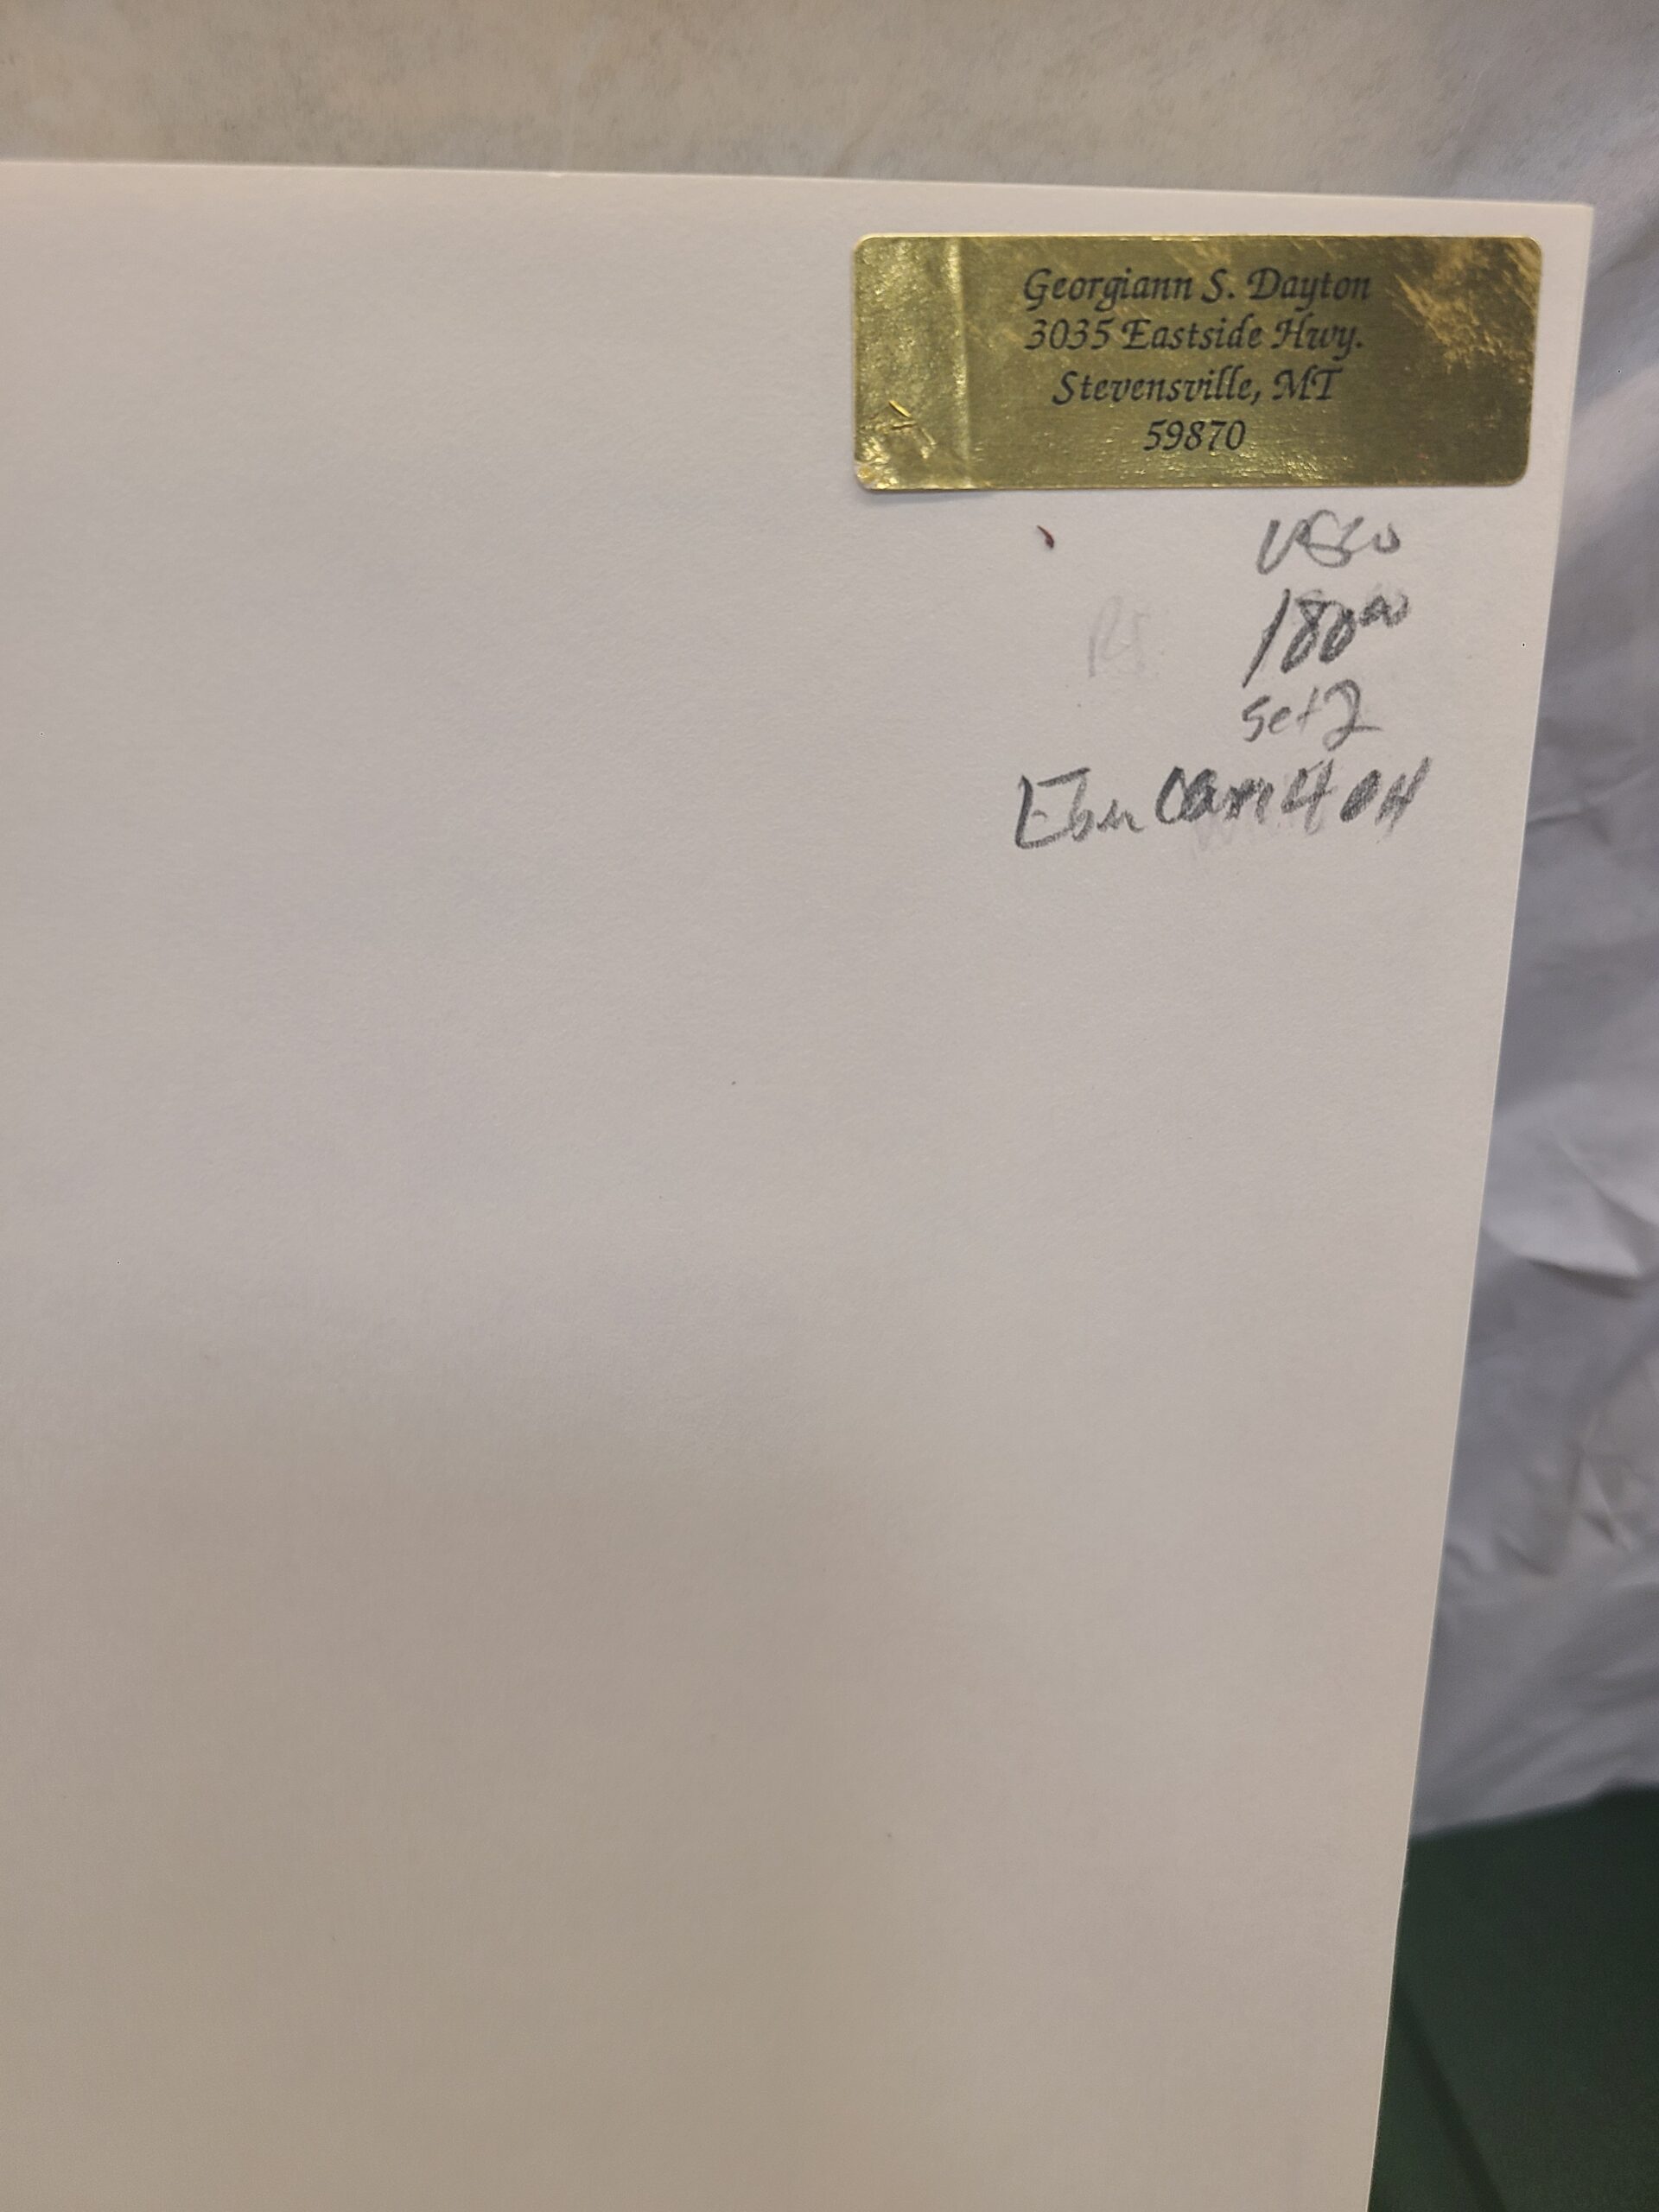 Georgiann S. Dayton
3035 Eastside Hwy.
Stevensville, MT
59870
180⁰⁰
set 2